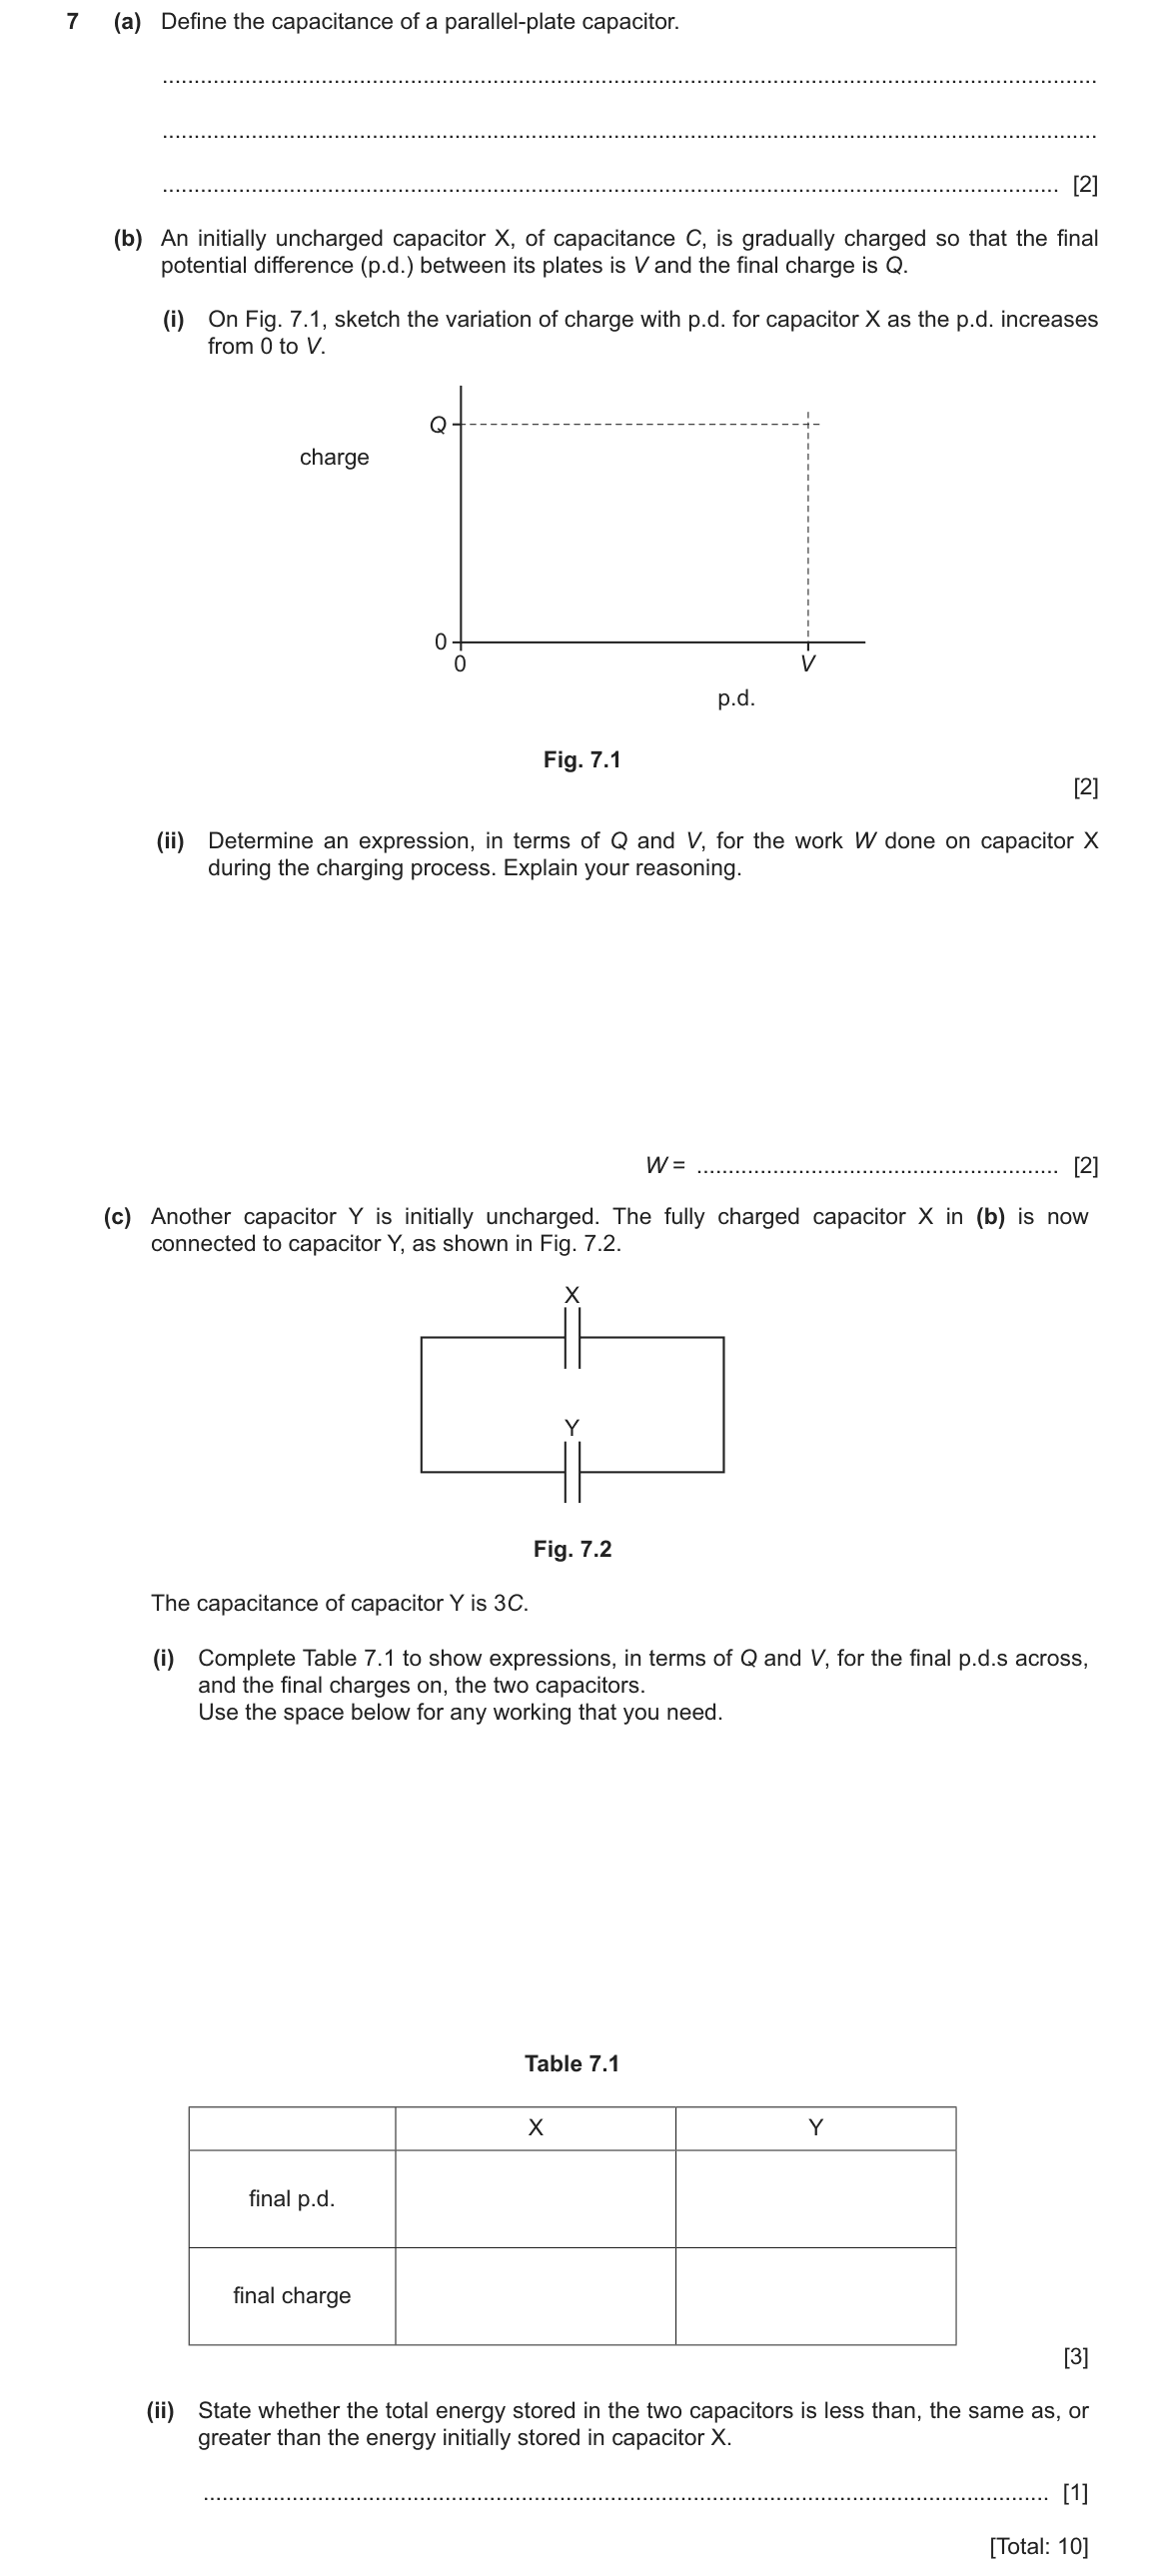 7 (a) Define the capacitance of a parallel-plate capacitor.
..........................................................................................................................................
..........................................................................................................................................
.................................................................................................................................... [2]
(b) An initially uncharged capacitor X, of capacitance C, is gradually charged so that the final
potential difference (p.d.) between its plates is V and the final charge is Q.
(i) On Fig. 7.1, sketch the variation of charge with p.d. for capacitor X as the p.d. increases
from 0 to V.
Q
charge
0
0
V
p.d.
Fig. 7.1
[2]
(ii) Determine an expression, in terms of Q and V, for the work W done on capacitor X
during the charging process. Explain your reasoning.
W = ......................................................... [2]
(c) Another capacitor Y is initially uncharged. The fully charged capacitor X in (b) is now
connected to capacitor Y, as shown in Fig. 7.2.
X
Y
Fig. 7.2
The capacitance of capacitor Y is 3C.
(i) Complete Table 7.1 to show expressions, in terms of Q and V, for the final p.d.s across,
and the final charges on, the two capacitors.
Use the space below for any working that you need.
Table 7.1
X Y
final p.d.
final charge
[3]
(ii) State whether the total energy stored in the two capacitors is less than, the same as, or
greater than the energy initially stored in capacitor X.
.............................................................................................................................. [1]
[Total: 10]